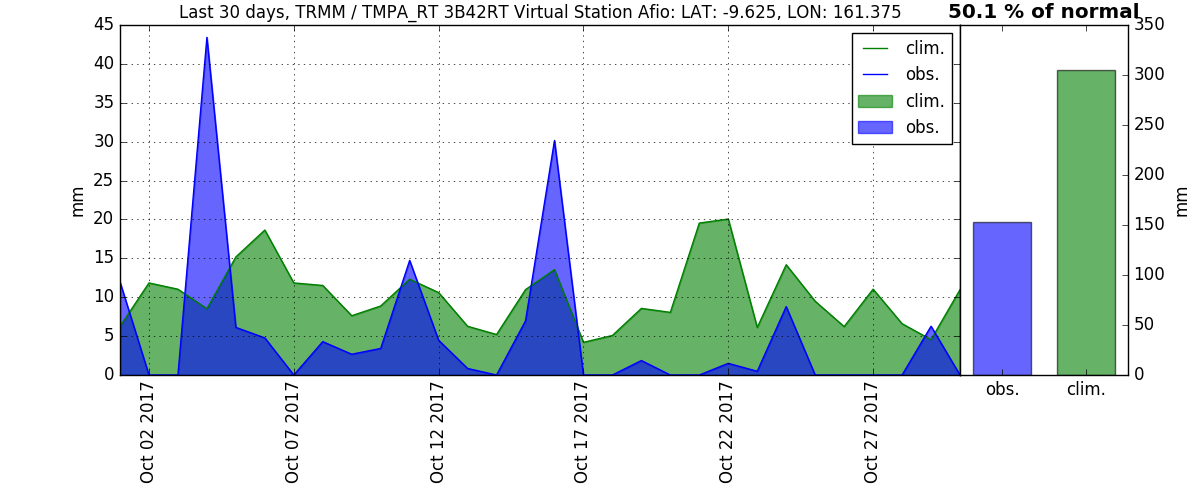 Last 30 days, TRMM / TMPA_RT 3B42RT Virtual Station Afio: LAT: -9.625, LON: 161.375
50.1 % of normal
45
40
35
30
25
20
15
10
5
0
mm
clim.
obs.
clim.
obs.
350
300
250
200
150
100
50
0
mm
Oct 02 2017
Oct 07 2017
Oct 12 2017
Oct 17 2017
Oct 22 2017
Oct 27 2017
obs.
clim.